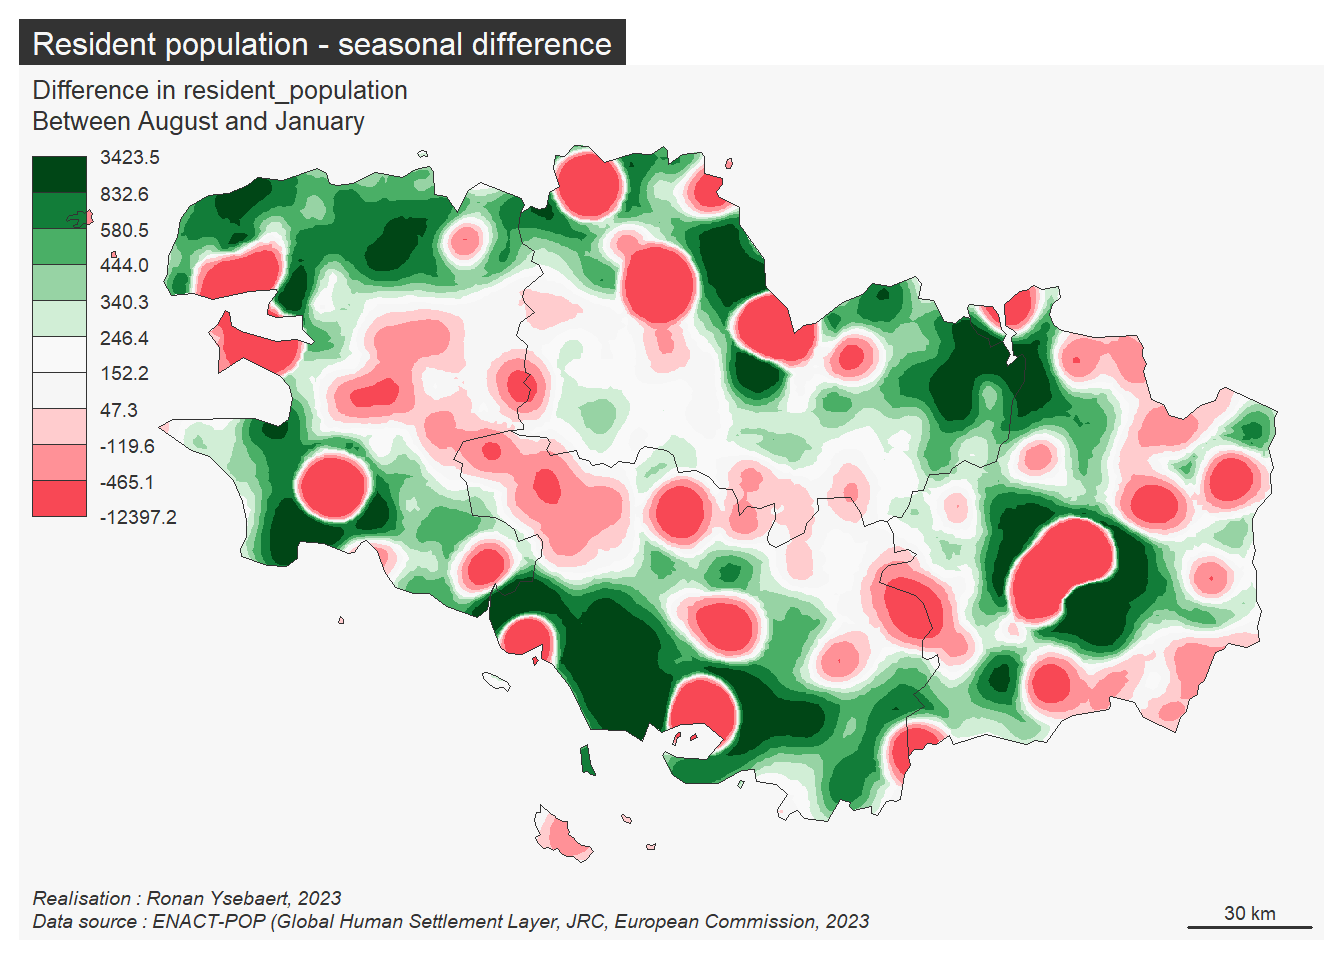 Resident population - seasonal difference
Difference in resident_population
Between August and January
3423.5
832.6
580.5
444.0
340.3
246.4
152.2
47.3
-119.6
-465.1
-12397.2
Realisation : Ronan Ysebaert, 2023
Data source : ENACT-POP (Global Human Settlement Layer, JRC, European Commission, 2023
30 km